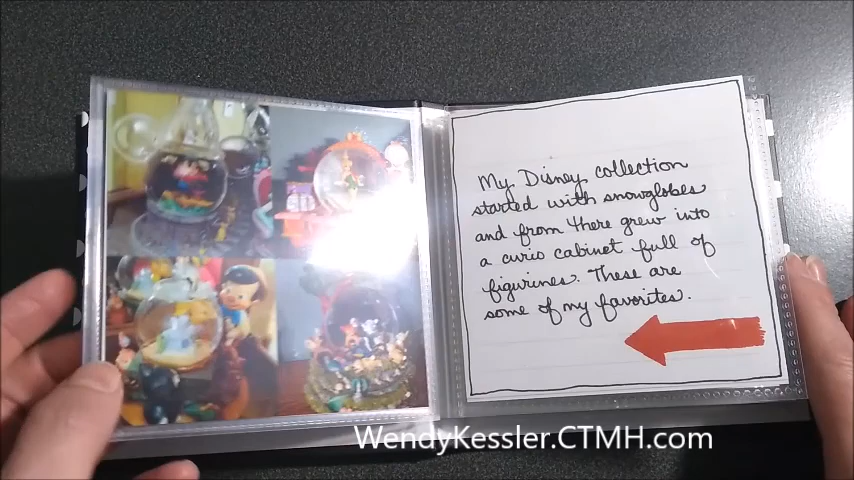 My Disney collection
started with snowglobes
and from there grew into
a curio cabinet full of
figurines. These are
some of my favorites.
WendyKessler.CTMH.com